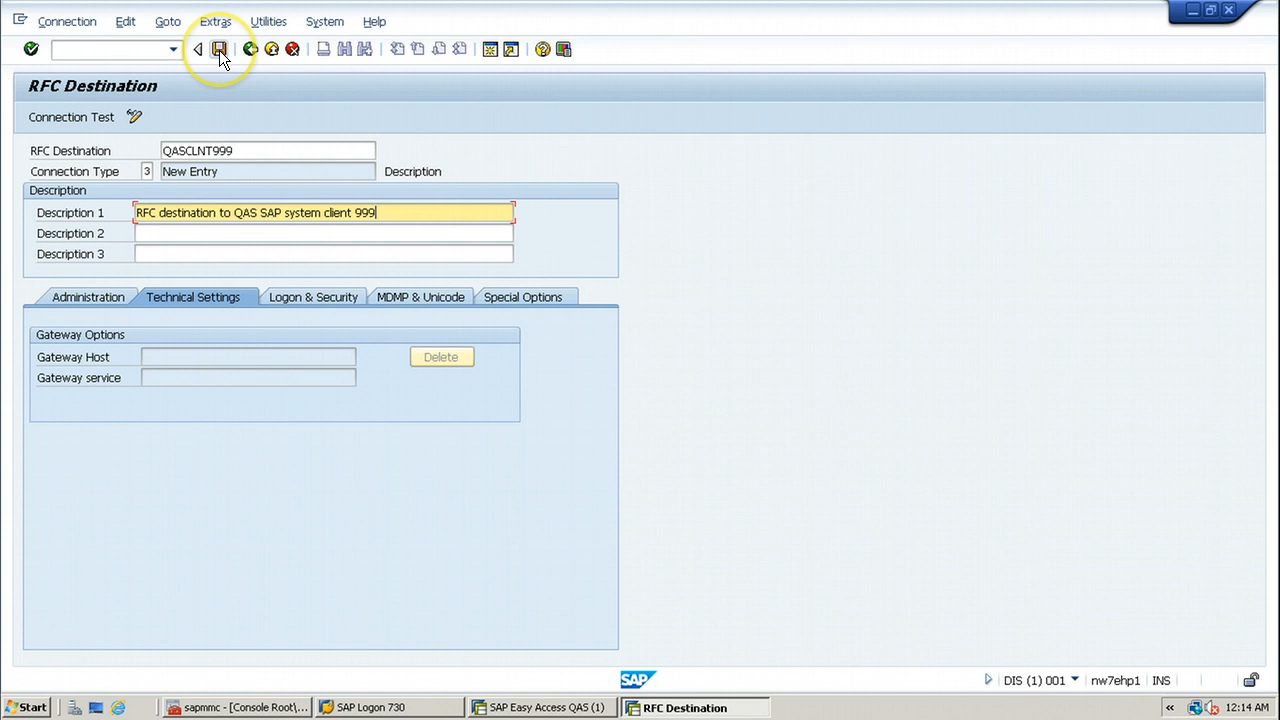 Connection Edit Goto Extras Utilities System Help
RFC Destination
Connection Test
RFC Destination QASCLNT999
Connection Type 3 New Entry Description
Description
Description 1 RFC destination to QAS SAP system client 999
Description 2
Description 3
Administration Technical Settings Logon & Security MDMP & Unicode Special Options
Gateway Options
Gateway Host Delete
Gateway service
SAP DIS (1) 001 nw7ehp1 INS
Start sapmmc - [Console Root\... SAP Logon 730 SAP Easy Access QAS (1) RFC Destination « 12:14 AM